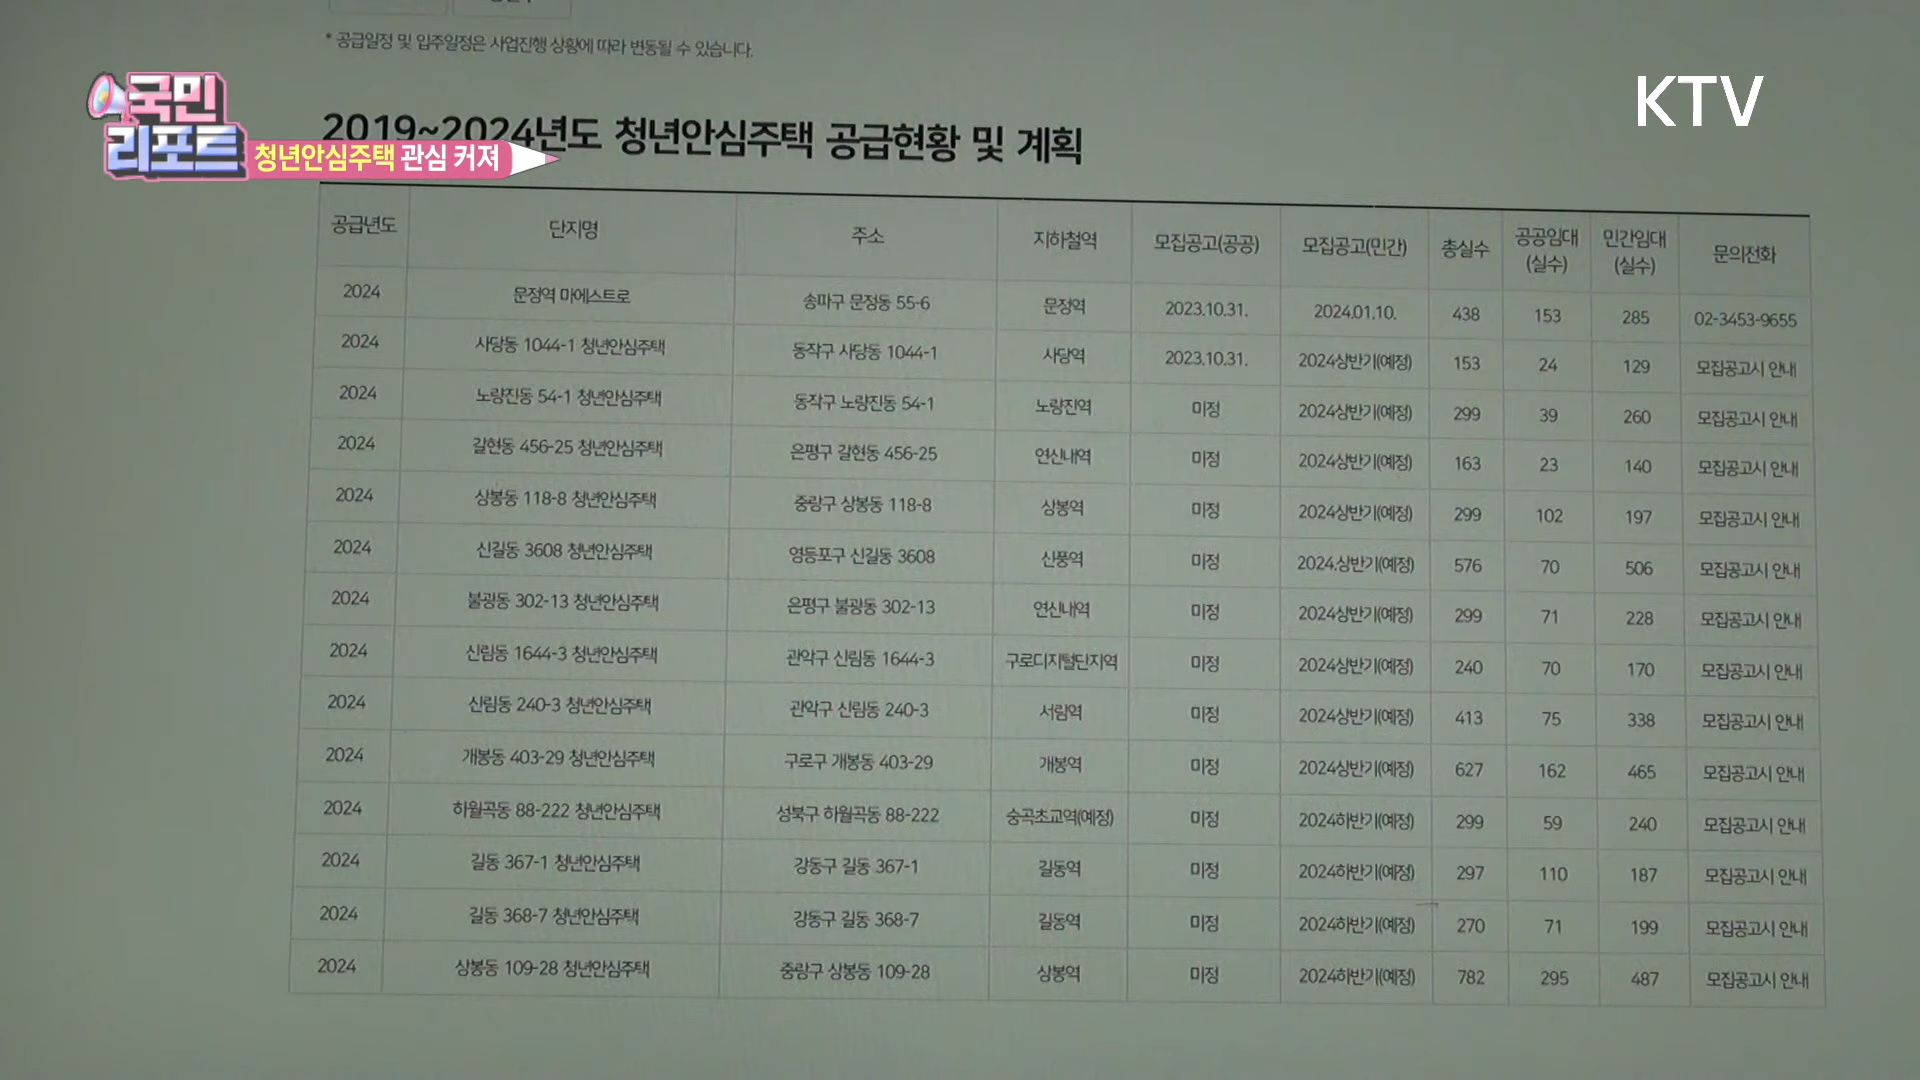 * 공급일정 및 입주일정은 사업진행 상황에 따라 변동될 수 있습니다.
국민
리포트
청년안심주택 관심 커져
KTV
2019~2024년도 청년안심주택 공급현황 및 계획
공급년도 단지명 주소 지하철역 모집공고(공공) 모집공고(민간) 총실수 공공임대 (실수) 민간임대 (실수) 문의전화
2024 문정역 마에스트로 송파구 문정동 55-6 문정역 2023.10.31. 2024.01.10. 438 153 285 02-3453-9655
2024 사당동 1044-1 청년안심주택 동작구 사당동 1044-1 사당역 2023.10.31. 2024상반기(예정) 153 24 129 모집공고시 안내
2024 노량진동 54-1 청년안심주택 동작구 노량진동 54-1 노량진역 미정 2024상반기(예정) 299 39 260 모집공고시 안내
2024 갈현동 456-25 청년안심주택 은평구 갈현동 456-25 연신내역 미정 2024상반기(예정) 163 23 140 모집공고시 안내
2024 상봉동 118-8 청년안심주택 중랑구 상봉동 118-8 상봉역 미정 2024상반기(예정) 299 102 197 모집공고시 안내
2024 신길동 3608 청년안심주택 영등포구 신길동 3608 신풍역 미정 2024.상반기(예정) 576 70 506 모집공고시 안내
2024 불광동 302-13 청년안심주택 은평구 불광동 302-13 연신내역 미정 2024상반기(예정) 299 71 228 모집공고시 안내
2024 신림동 1644-3 청년안심주택 관악구 신림동 1644-3 구로디지털단지역 미정 2024상반기(예정) 240 70 170 모집공고시 안내
2024 신림동 240-3 청년안심주택 관악구 신림동 240-3 서림역 미정 2024상반기(예정) 413 75 338 모집공고시 안내
2024 개봉동 403-29 청년안심주택 구로구 개봉동 403-29 개봉역 미정 2024상반기(예정) 627 162 465 모집공고시 안내
2024 하월곡동 88-222 청년안심주택 성북구 하월곡동 88-222 숭곡초교역(예정) 미정 2024하반기(예정) 299 59 240 모집공고시 안내
2024 길동 367-1 청년안심주택 강동구 길동 367-1 길동역 미정 2024하반기(예정) 297 110 187 모집공고시 안내
2024 길동 368-7 청년안심주택 강동구 길동 368-7 길동역 미정 2024하반기(예정) 270 71 199 모집공고시 안내
2024 상봉동 109-28 청년안심주택 중랑구 상봉동 109-28 상봉역 미정 2024하반기(예정) 782 295 487 모집공고시 안내